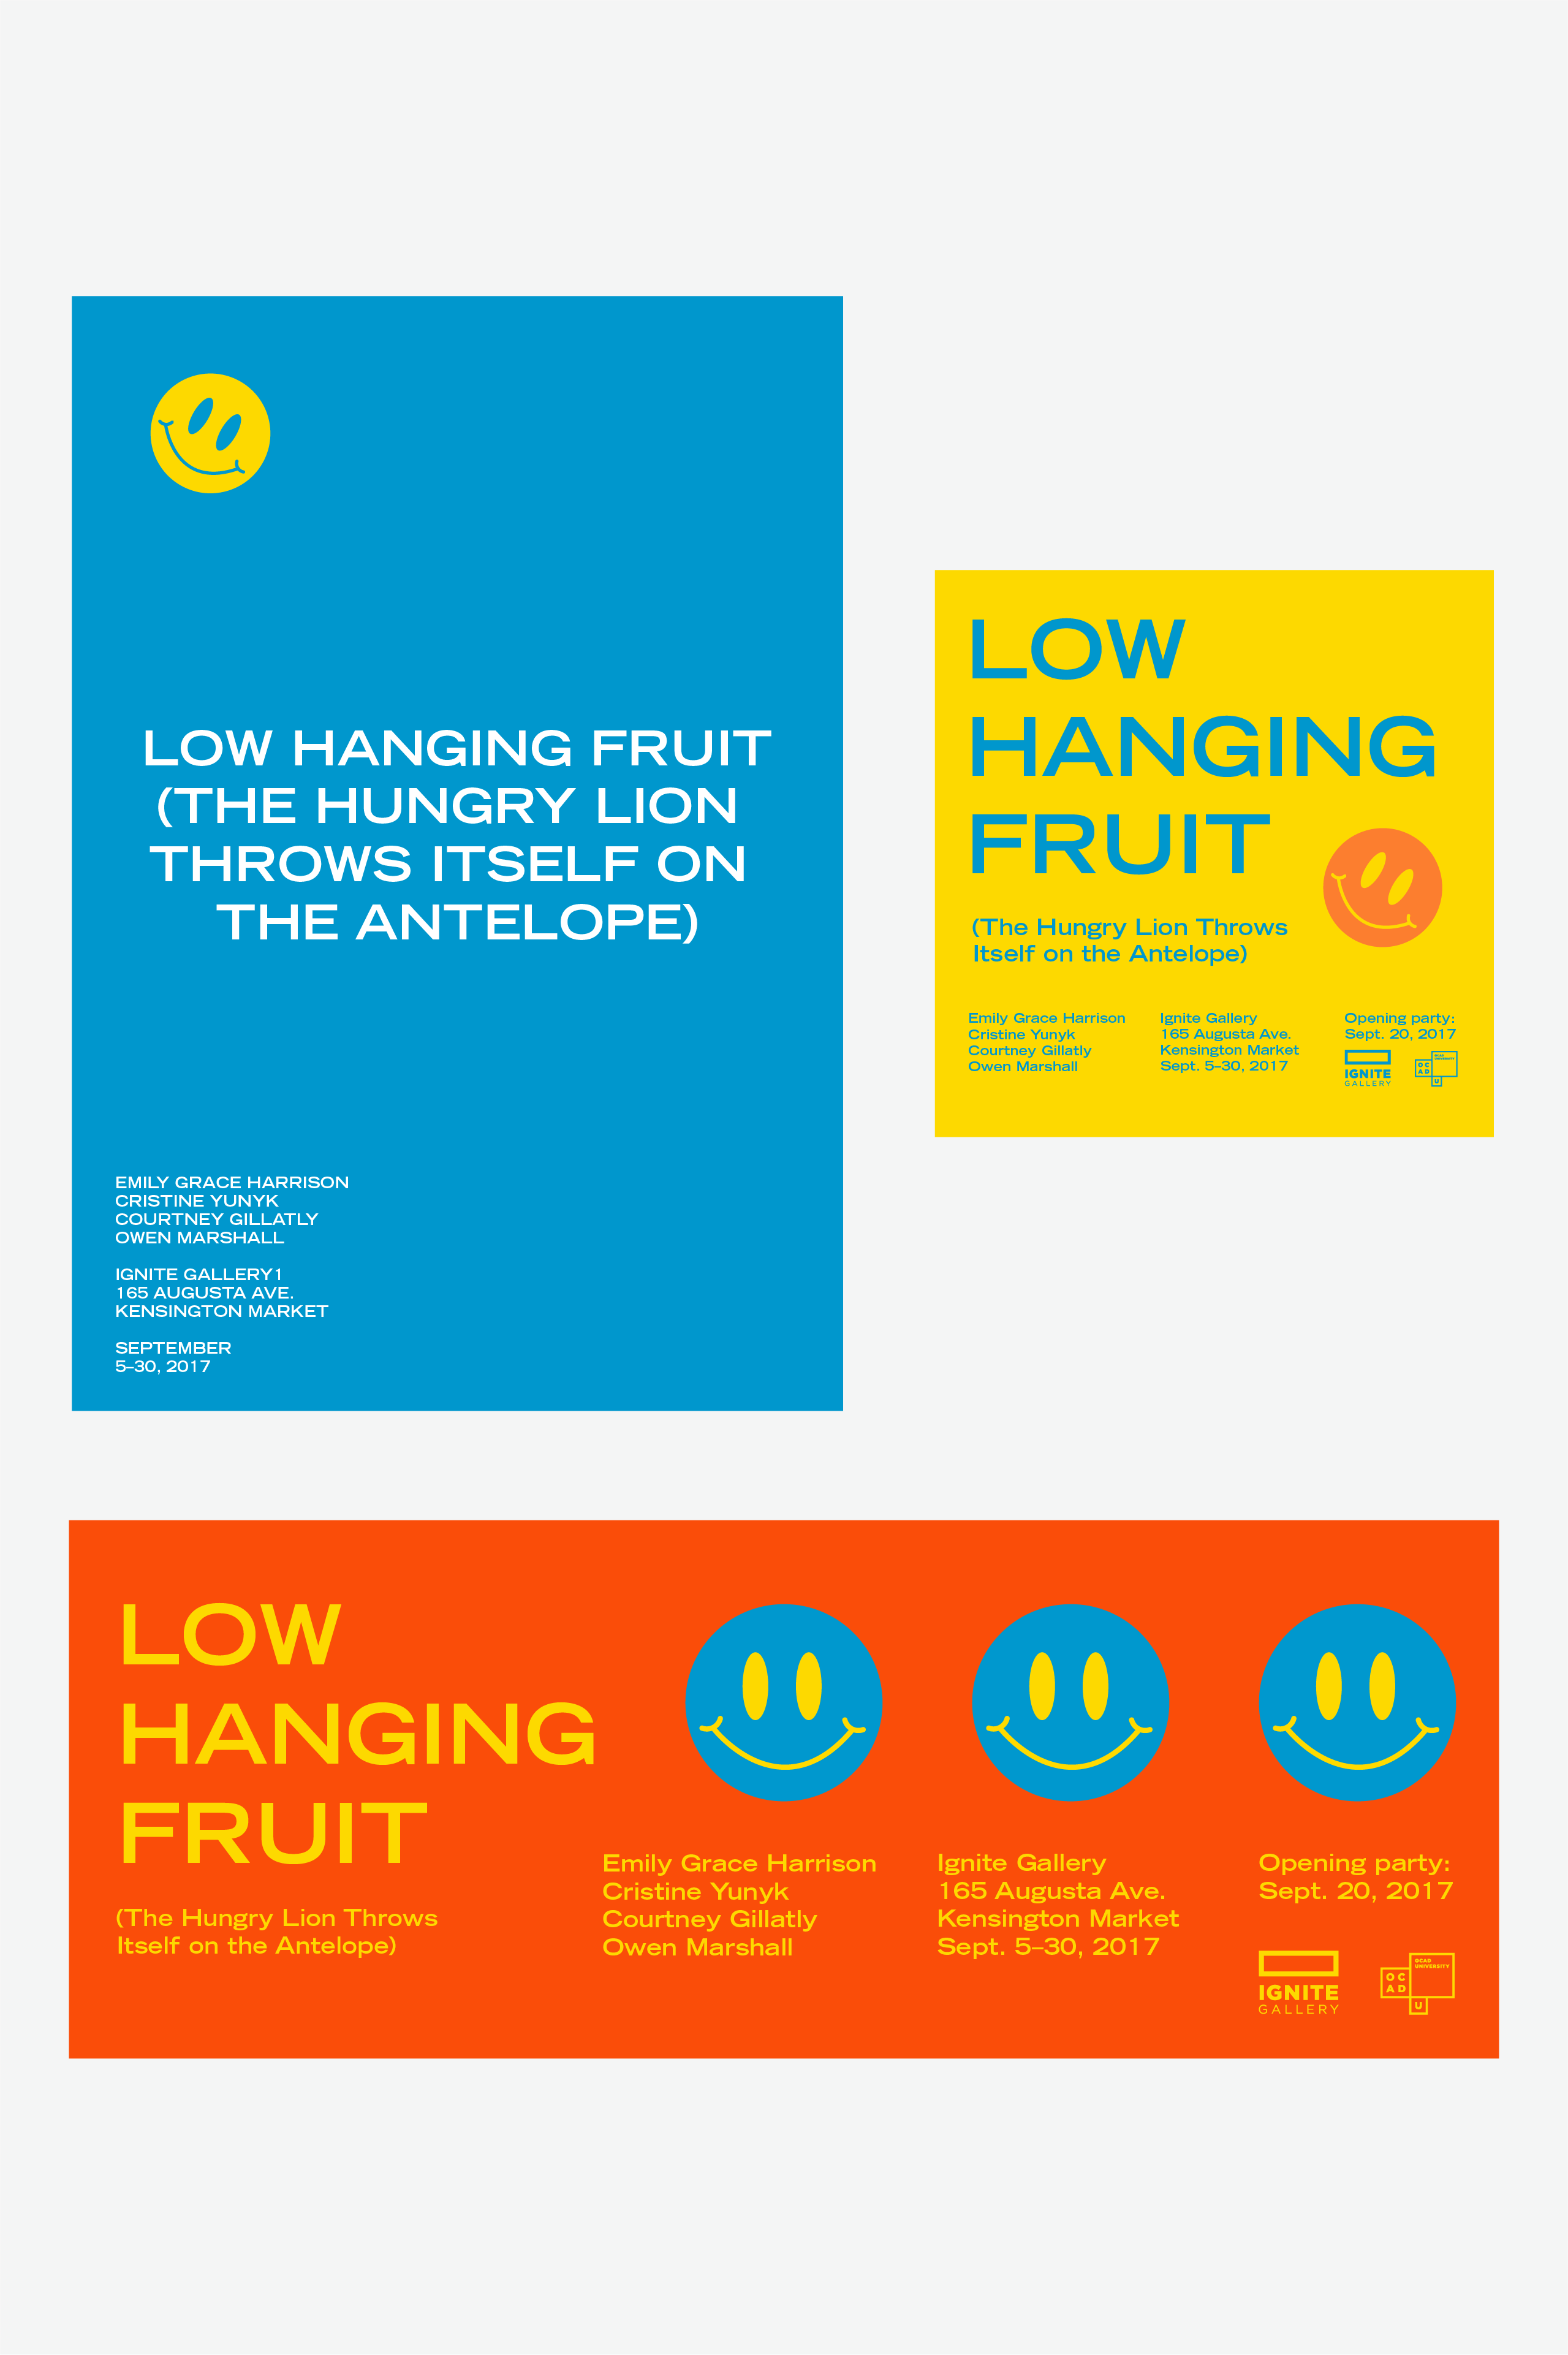 LOW HANGING FRUIT
(THE HUNGRY LION
THROWS ITSELF ON
THE ANTELOPE)
EMILY GRACE HARRISON
CRISTINE YUNYK
COURTNEY GILLATLY
OWEN MARSHALL
IGNITE GALLERY1
165 AUGUSTA AVE.
KENSINGTON MARKET
SEPTEMBER
5–30, 2017
LOW
HANGING
FRUIT
(The Hungry Lion Throws
Itself on the Antelope)
Emily Grace Harrison
Cristine Yunyk
Courtney Gillatly
Owen Marshall
Ignite Gallery
165 Augusta Ave.
Kensington Market
Sept. 5–30, 2017
Opening party:
Sept. 20, 2017
IGNITE
GALLERY
OC
AD
U
OCAD
UNIVERSITY
LOW
HANGING
FRUIT
(The Hungry Lion Throws
Itself on the Antelope)
Emily Grace Harrison
Cristine Yunyk
Courtney Gillatly
Owen Marshall
Ignite Gallery
165 Augusta Ave.
Kensington Market
Sept. 5–30, 2017
Opening party:
Sept. 20, 2017
IGNITE
GALLERY
OC
AD
U
OCAD
UNIVERSITY